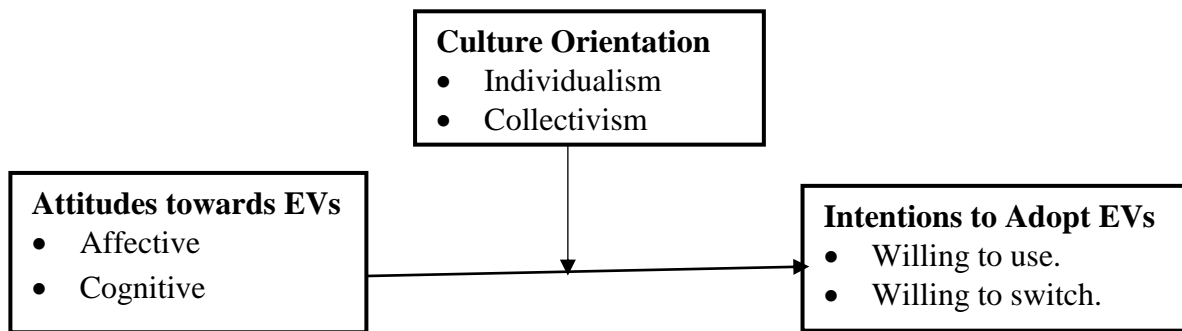 Culture Orientation
• Individualism
• Collectivism
Attitudes towards EVs
• Affective
• Cognitive
Intentions to Adopt EVs
• Willing to use.
• Willing to switch.